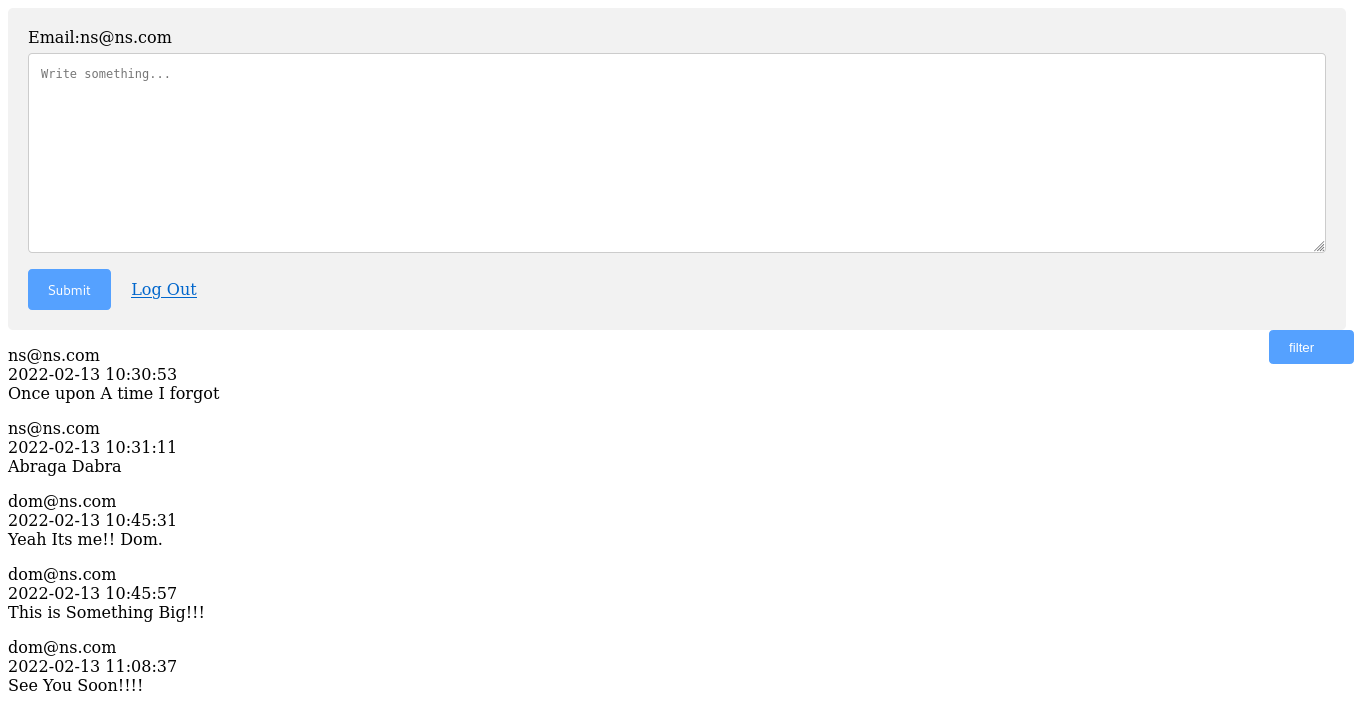 Email:ns@ns.com
Write something...
Submit
Log Out
filter
ns@ns.com
2022-02-13 10:30:53
Once upon A time I forgot
ns@ns.com
2022-02-13 10:31:11
Abraga Dabra
dom@ns.com
2022-02-13 10:45:31
Yeah Its me!! Dom.
dom@ns.com
2022-02-13 10:45:57
This is Something Big!!!
dom@ns.com
2022-02-13 11:08:37
See You Soon!!!!